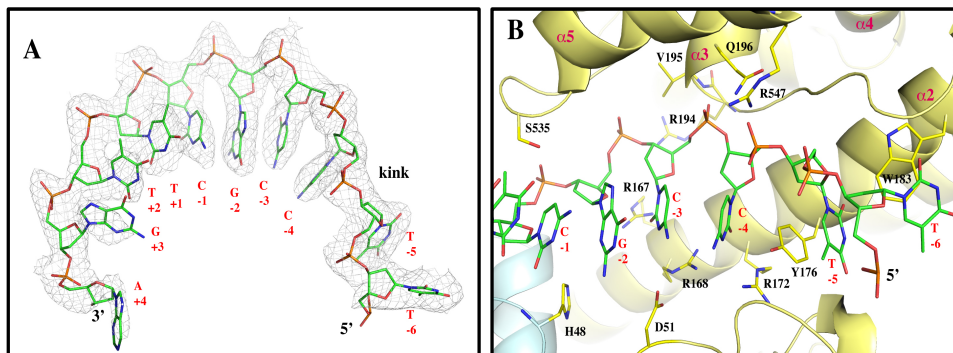 A
kink
T
+2
T
+1
C
-1
G
-2
C
-3
C
-4
G
+3
T
-5
A
+4
3’
5’
T
-6
B
α5
α3
α4
α2
V195
Q196
R547
S535
R194
W183
R167
C
-3
C
-4
C
-1
G
-2
T
-6
Y176
T
-5
5’
R168
R172
H48
D51